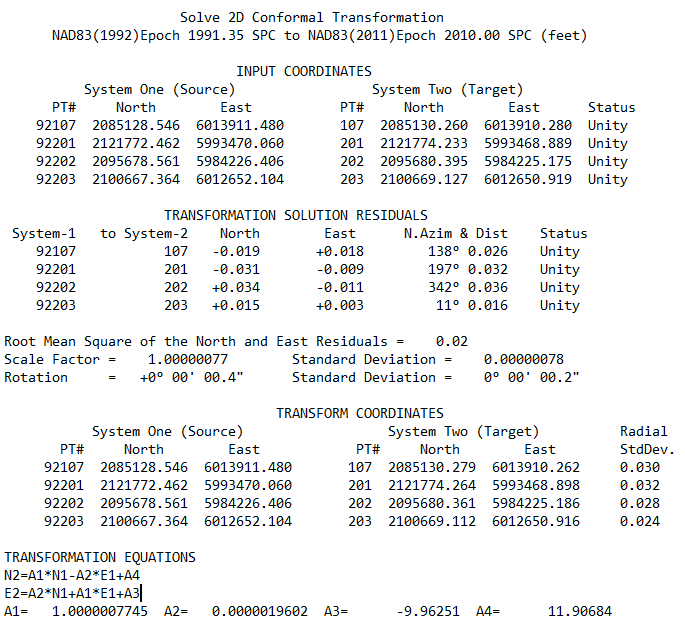 Solve 2D Conformal Transformation
NAD83(1992)Epoch 1991.35 SPC to NAD83(2011)Epoch 2010.00 SPC (feet)
INPUT COORDINATES
System One (Source) System Two (Target)
PT# North East PT# North East Status
92107 2085128.546 6013911.480 107 2085130.260 6013910.280 Unity
92201 2121772.462 5993470.060 201 2121774.233 5993468.889 Unity
92202 2095678.561 5984226.406 202 2095680.395 5984225.175 Unity
92203 2100667.364 6012652.104 203 2100669.127 6012650.919 Unity
TRANSFORMATION SOLUTION RESIDUALS
System-1 to System-2 North East N.Azim & Dist Status
92107 107 -0.019 +0.018 138° 0.026 Unity
92201 201 -0.031 -0.009 197° 0.032 Unity
92202 202 +0.034 -0.011 342° 0.036 Unity
92203 203 +0.015 +0.003 11° 0.016 Unity
Root Mean Square of the North and East Residuals = 0.02
Scale Factor = 1.00000077 Standard Deviation = 0.00000078
Rotation = +0° 00' 00.4" Standard Deviation = 0° 00' 00.2"
TRANSFORM COORDINATES
System One (Source) System Two (Target) Radial
PT# North East PT# North East StdDev.
92107 2085128.546 6013911.480 107 2085130.279 6013910.262 0.030
92201 2121772.462 5993470.060 201 2121774.264 5993468.898 0.032
92202 2095678.561 5984226.406 202 2095680.361 5984225.186 0.028
92203 2100667.364 6012652.104 203 2100669.112 6012650.916 0.024
TRANSFORMATION EQUATIONS
N2=A1*N1-A2*E1+A4
E2=A2*N1+A1*E1+A3
A1= 1.0000007745 A2= 0.0000019602 A3= -9.96251 A4= 11.90684